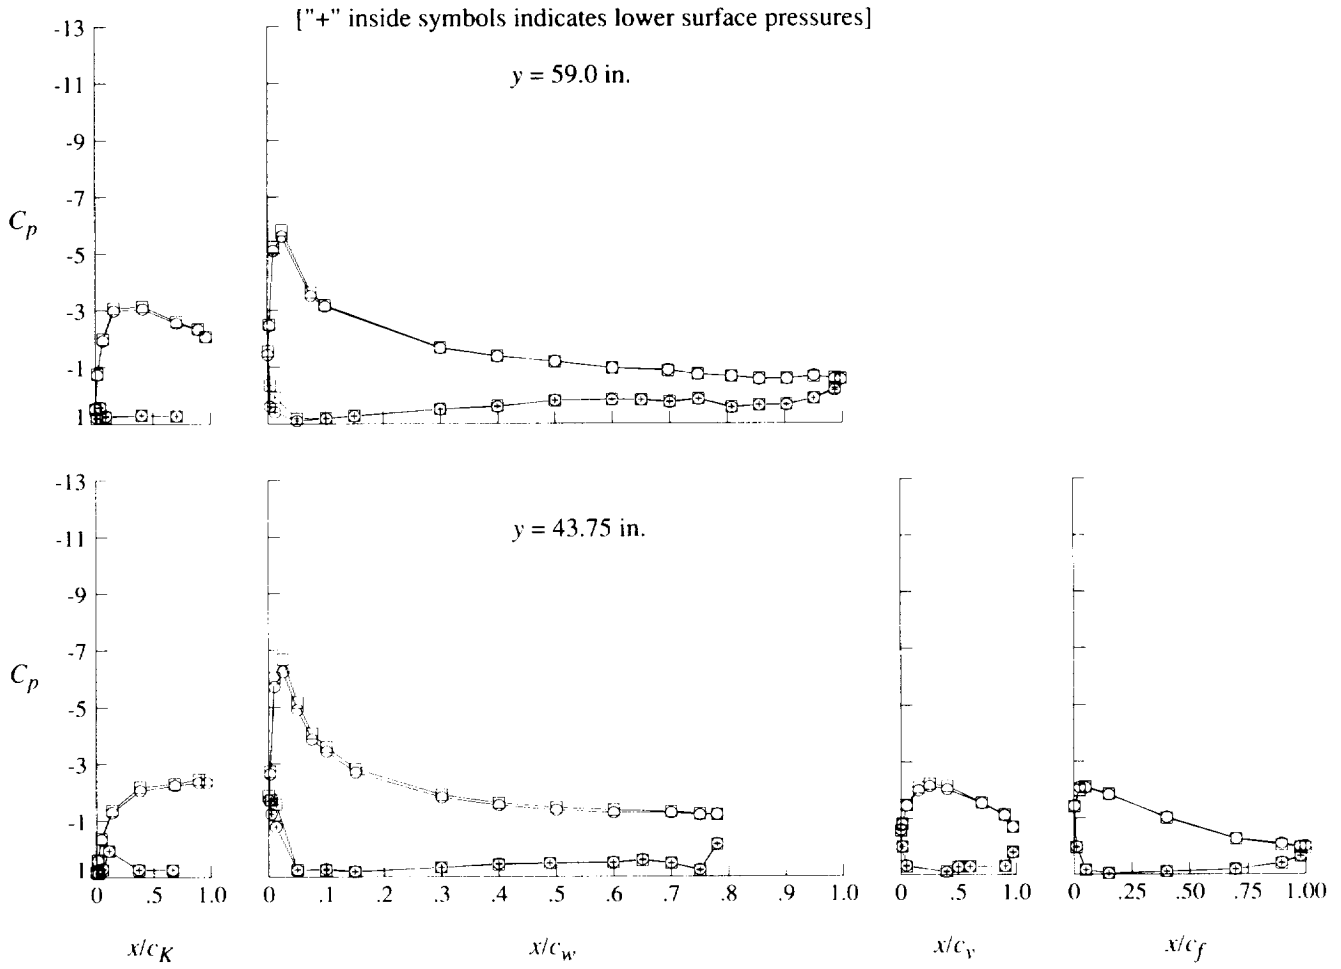 ["+" inside symbols indicates lower surface pressures]
y = 59.0 in.
-13
-11
-9
-7
-5
-3
-1
1
C_p
y = 43.75 in.
-13
-11
-9
-7
-5
-3
-1
1
C_p
0 .5 1.0
0 .1 .2 .3 .4 .5 .6 .7 .8 .9 1.0
0 .5 1.0
0 .25 .50 .75 1.00
x/c_K
x/c_w
x/c_v
x/c_f